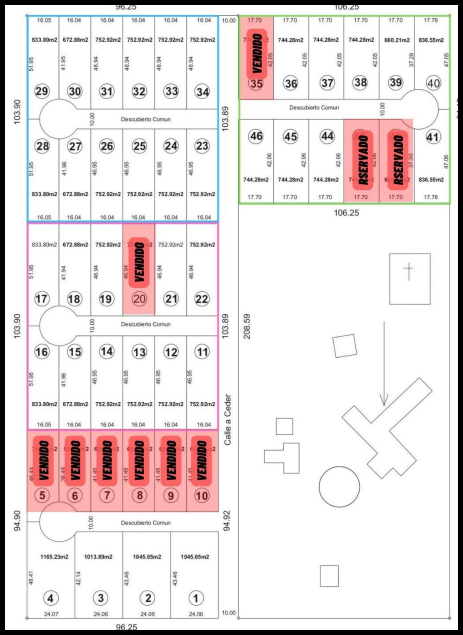 96.25
106.25
16.05 16.04 16.04 16.04 16.04 16.04
10.00
17.70 17.70 17.70 17.70 17.70 17.78
833.80m2 672.88m2 752.92m2 752.92m2 752.92m2 752.92m2
744.28m2 744.28m2 744.28m2 660.21m2 836.55m2
VENDIDO
51.95 41.95 46.94 46.94 46.94 46.94
42.05 42.05 42.05 42.05 37.29 47.05
29 30 31 32 33 34
35 36 37 38 39 40
103.90
10.00
Descubierto Comun
103.89
Descubierto Comun
10.00
28 27 26 25 24 23
46 45 44 41
RSERVADO
RSERVADO
51.95 41.96 46.95 46.95 46.95 46.95
42.06 42.06 42.06 47.06
833.80m2 672.88m2 752.92m2 752.92m2 752.92m2 752.92m2
744.28m2 744.28m2 744.28m2 836.55m2
17.70 17.70 17.70 17.70 17.70 17.78
16.04 16.04 16.04 16.04 16.04 16.04
106.25
833.80m2 672.88m2 752.92m2 752.92m2 752.92m2
VENDIDO
51.95 41.94 46.94 46.94 46.94 46.94
17 18 19 20 21 22
103.90
10.00
Descubierto Comun
103.89
208.59
16 15 14 13 12 11
51.95 41.96 46.95 46.95 46.95 46.95
833.80m2 672.88m2 752.92m2 752.92m2 752.92m2 752.92m2
16.05 16.04 16.04 16.04 16.04 16.04
Calle a Ceder
VENDIDO VENDIDO VENDIDO VENDIDO VENDIDO VENDIDO
41.45 41.45 41.45 41.45
5 6 7 8 9 10
94.90
10.00
Descubierto Comun
94.92
1165.23m2 1013.89m2 1045.65m2 1045.65m2
48.41 42.14 43.46 43.46
4 3 2 1
24.07 24.06 24.06 24.06
10.00
96.25